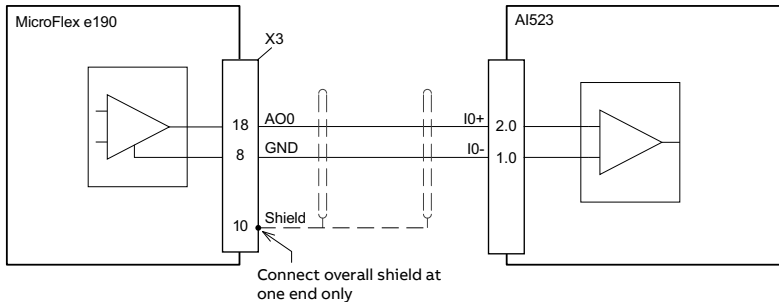 MicroFlex e190
X3
AI523
18
AO0
I0+
2.0
8
GND
I0-
1.0
10
Shield
Connect overall shield at
one end only